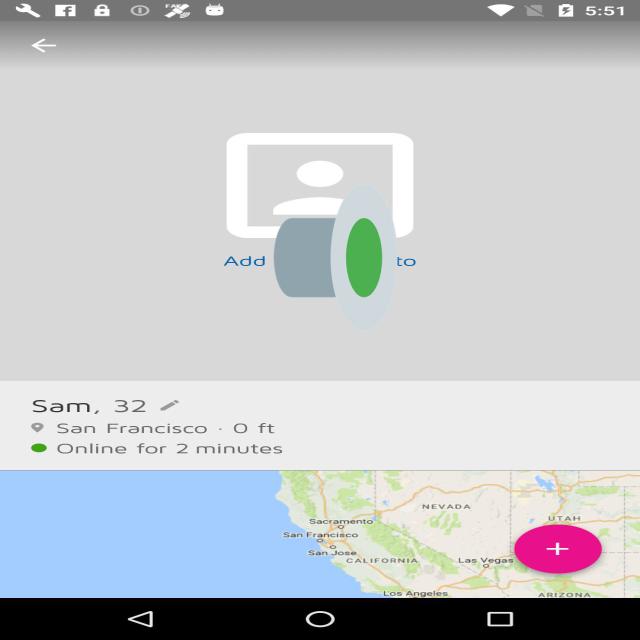 5:51
Add to
Sam, 32
San Francisco · 0 ft
Online for 2 minutes
NEVADA
UTAH
Sacramento
San Francisco
San Jose
CALIFORNIA
Las Vegas
Los Angeles
ARIZONA